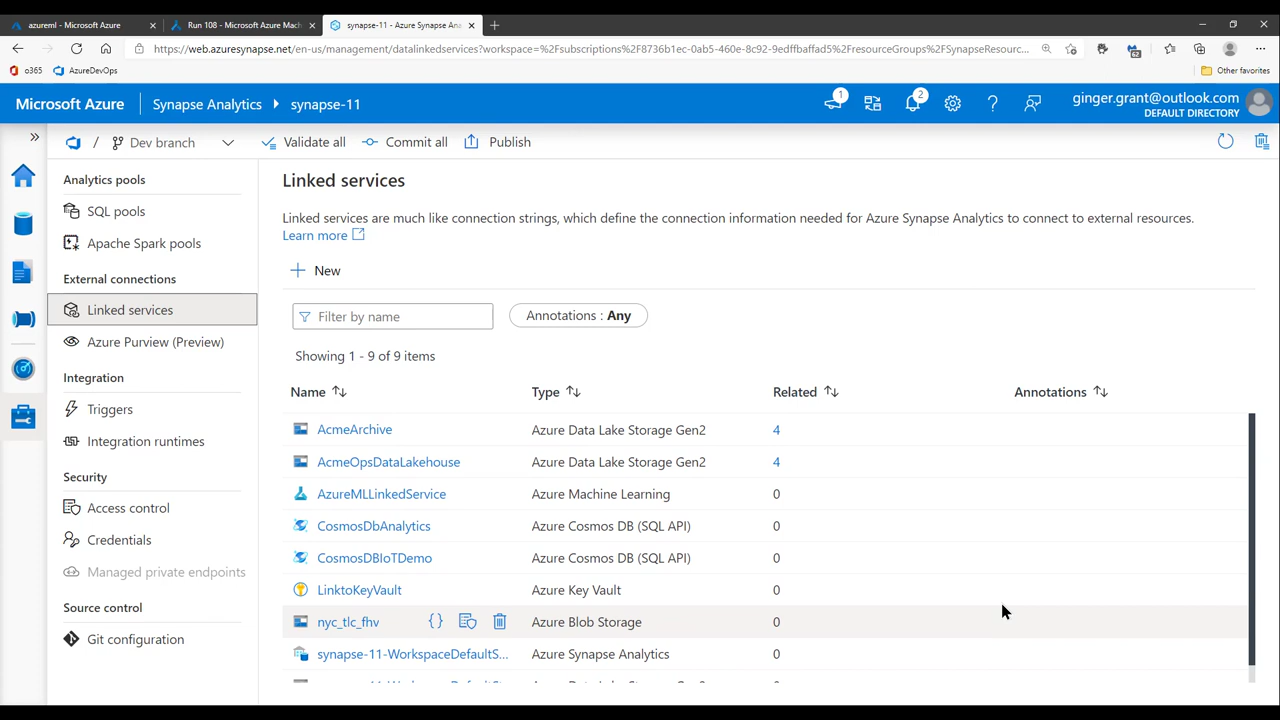 azureml - Microsoft Azure
Run 108 - Microsoft Azure Mach
synapse-11 - Azure Synapse Ana
https://web.azuresynapse.net/en-us/management/datalinkedservices?workspace=%2Fsubscriptions%2F8736b1ec-0ab5-460e-8c92-9edffbaffad5%2FresourceGroups%2FSynapseResourc...
62
o365
AzureDevOps
Other favorites
Microsoft Azure
Synapse Analytics
synapse-11
1
2
ginger.grant@outlook.com
DEFAULT DIRECTORY
/ Dev branch
Validate all
Commit all
Publish
Analytics pools
SQL pools
Apache Spark pools
External connections
Linked services
Azure Purview (Preview)
Integration
Triggers
Integration runtimes
Security
Access control
Credentials
Managed private endpoints
Source control
Git configuration
Linked services
Linked services are much like connection strings, which define the connection information needed for Azure Synapse Analytics to connect to external resources.
Learn more
New
Filter by name
Annotations : Any
Showing 1 - 9 of 9 items
Name Type Related Annotations
AcmeArchive Azure Data Lake Storage Gen2 4
AcmeOpsDataLakehouse Azure Data Lake Storage Gen2 4
AzureMLLinkedService Azure Machine Learning 0
CosmosDbAnalytics Azure Cosmos DB (SQL API) 0
CosmosDBIoTDemo Azure Cosmos DB (SQL API) 0
LinktoKeyVault Azure Key Vault 0
nyc_tlc_fhv {} Azure Blob Storage 0
synapse-11-WorkspaceDefaultS... Azure Synapse Analytics 0